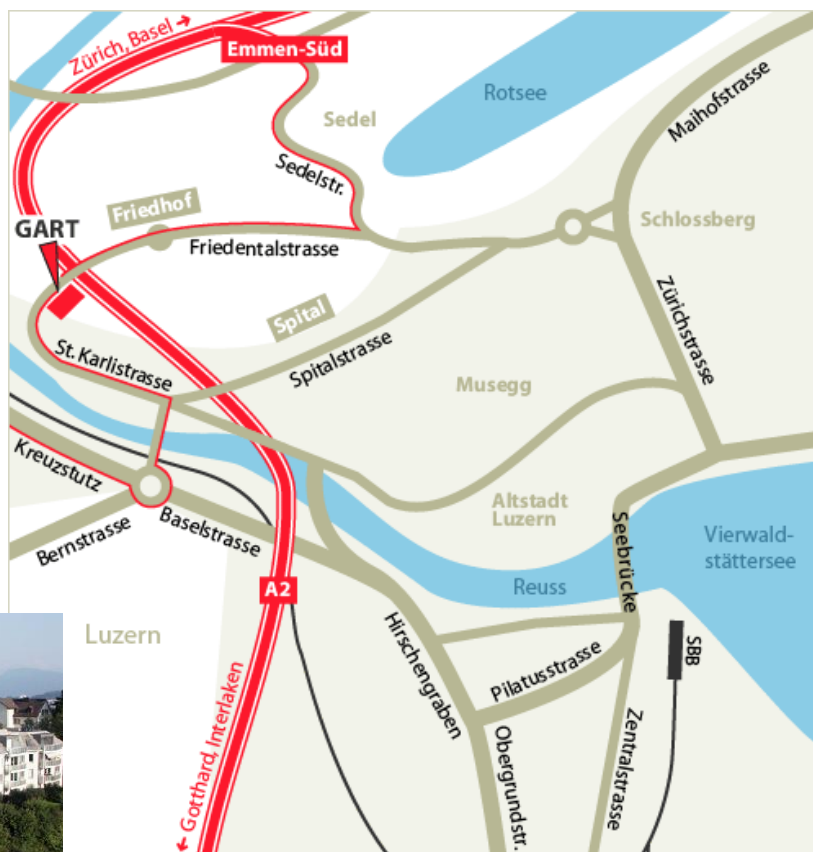 Zürich, Basel →
Emmen-Süd
Rotsee
Maihofstrasse
Sedel
Sedelstr.
Friedhof
GART
Friedentalstrasse
Schlossberg
Zürichstrasse
Spital
Spitalstrasse
St. Karlistrasse
Musegg
Kreuzstutz
Bernstrasse
Baselstrasse
Altstadt
Luzern
Seebrücke
Vierwald-
stättersee
A2
Reuss
Luzern
Hirschengraben
Pilatusstrasse
SBB
← Gotthard, Interlaken
Obergrundstr.
Zentralstrasse